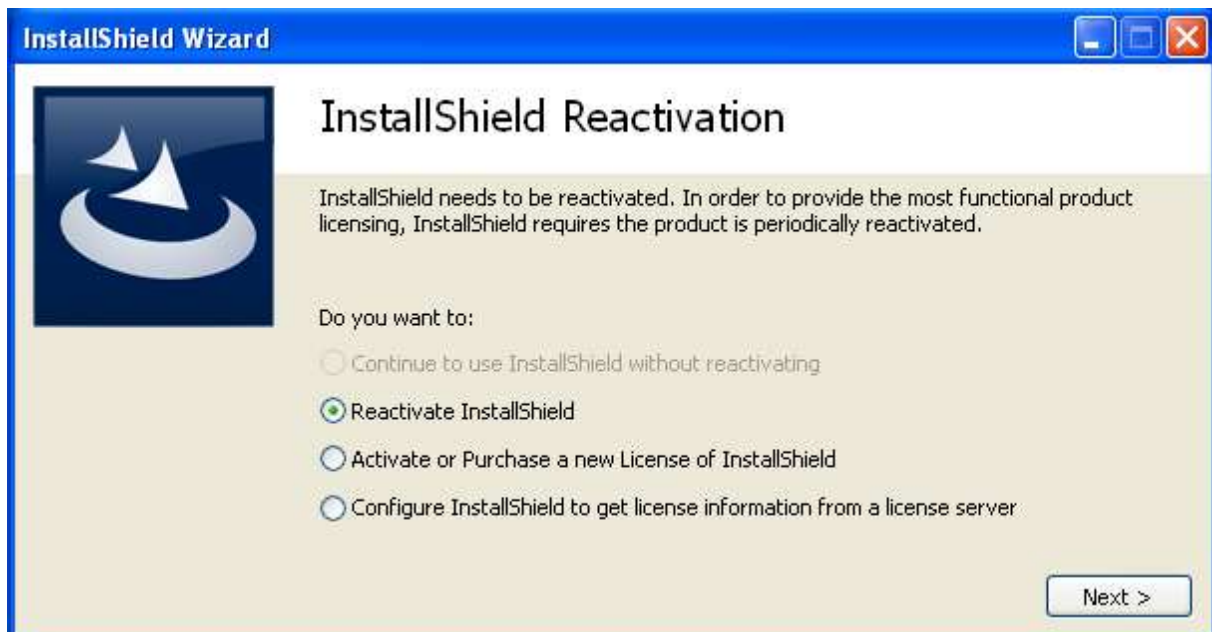 InstallShield Wizard
InstallShield Reactivation
InstallShield needs to be reactivated. In order to provide the most functional product
licensing, InstallShield requires the product is periodically reactivated.
Do you want to:
Continue to use InstallShield without reactivating
Reactivate InstallShield
Activate or Purchase a new License of InstallShield
Configure InstallShield to get license information from a license server
Next >